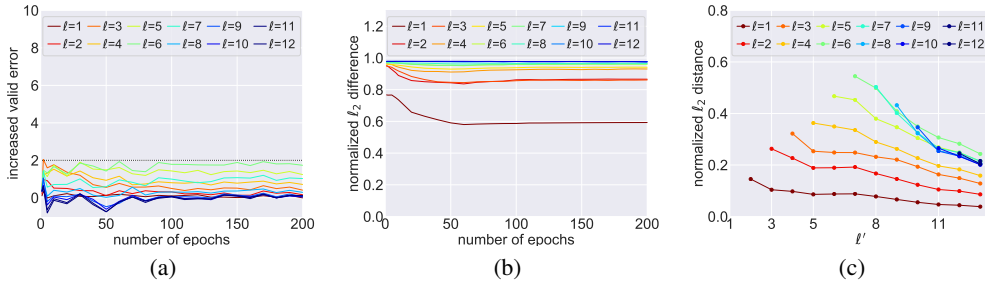 ℓ=1 ℓ=3 ℓ=5 ℓ=7 ℓ=9 ℓ=11
ℓ=2 ℓ=4 ℓ=6 ℓ=8 ℓ=10 ℓ=12
increased valid error
10
8
6
4
2
0
0 50 100 150 200
number of epochs
(a)
ℓ=1 ℓ=3 ℓ=5 ℓ=7 ℓ=9 ℓ=11
ℓ=2 ℓ=4 ℓ=6 ℓ=8 ℓ=10 ℓ=12
normalized ℓ₂ difference
1.2
1.0
0.8
0.6
0.4
0.2
0.0
0 50 100 150 200
number of epochs
(b)
ℓ=1 ℓ=3 ℓ=5 ℓ=7 ℓ=9 ℓ=11
ℓ=2 ℓ=4 ℓ=6 ℓ=8 ℓ=10 ℓ=12
normalized ℓ₂ distance
0.8
0.6
0.4
0.2
0.0
1 3 5 8 11
ℓ′
(c)